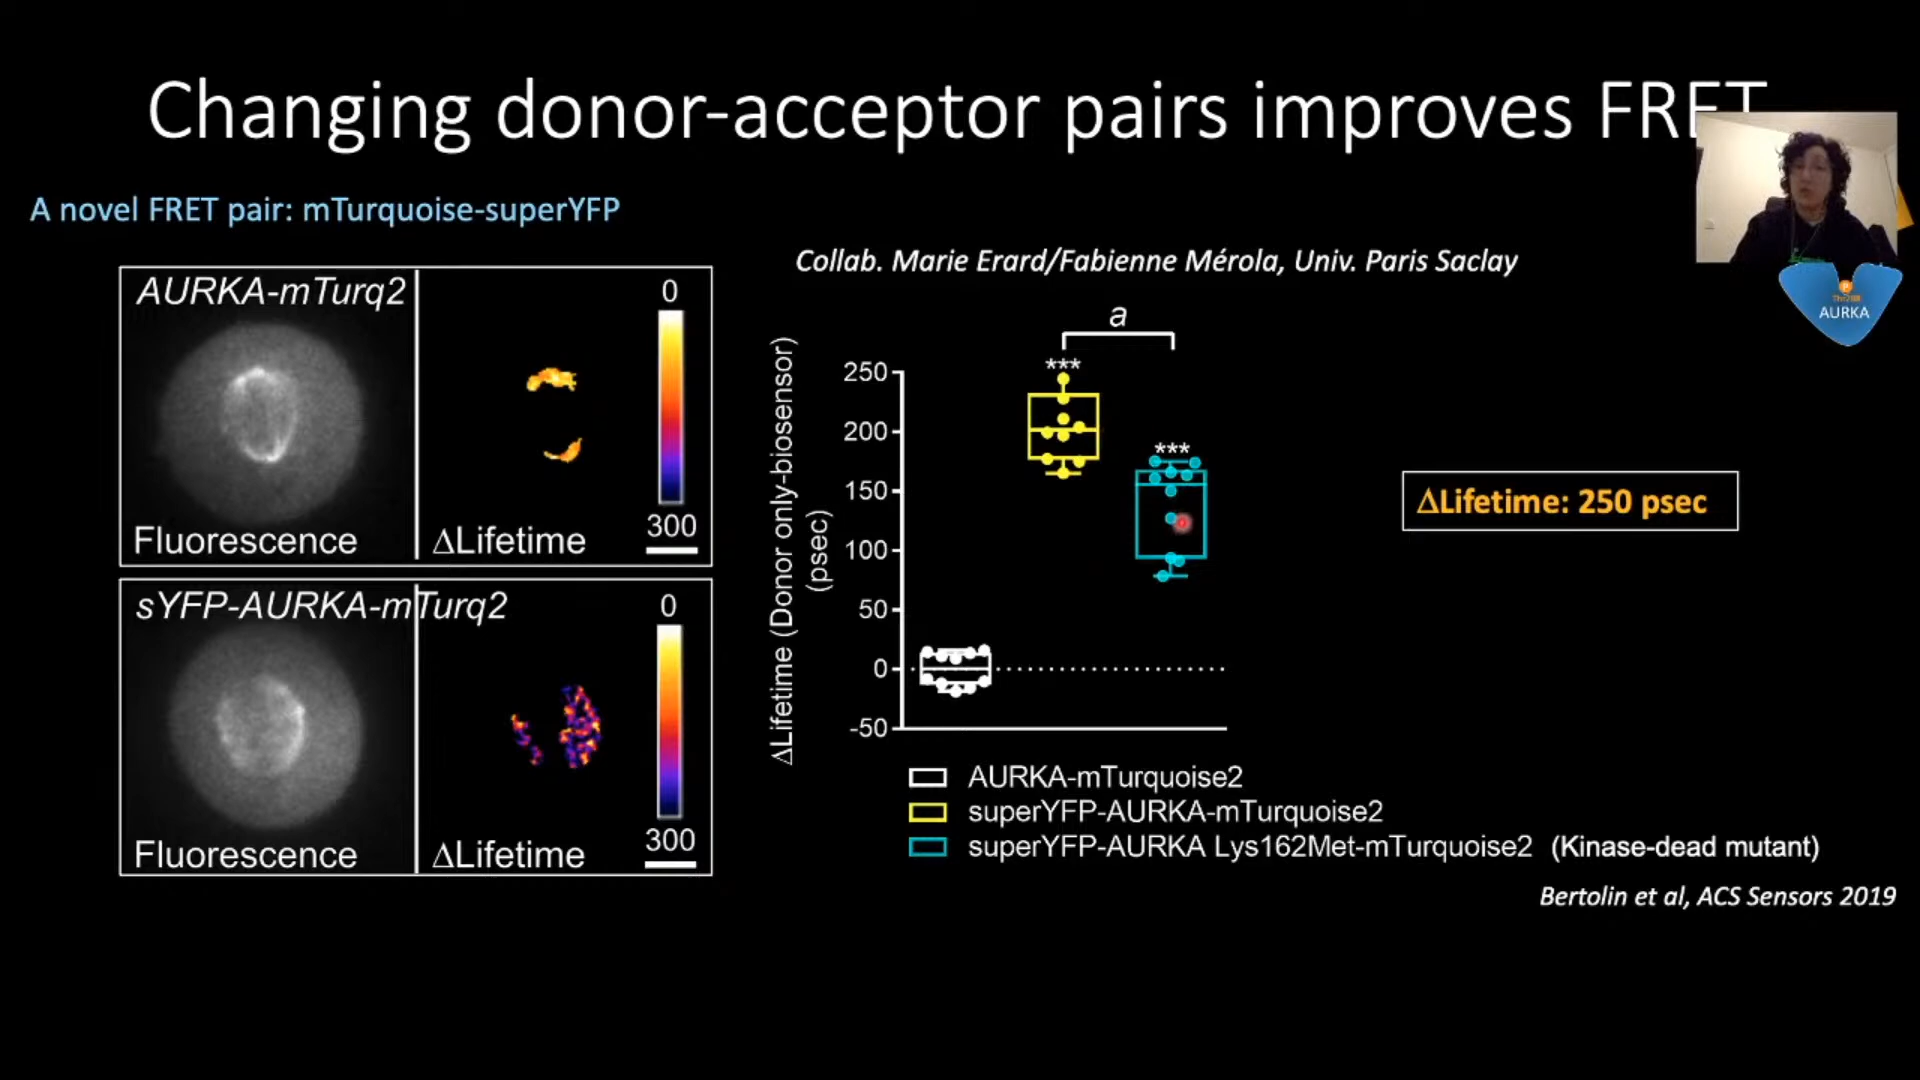 Changing donor-acceptor pairs improves FRET
A novel FRET pair: mTurquoise-superYFP
Collab. Marie Erard/Fabienne Mérola, Univ. Paris Saclay
AURKA-mTurq2
0
300
Fluorescence
ΔLifetime
sYFP-AURKA-mTurq2
0
300
Fluorescence
ΔLifetime
ΔLifetime (Donor only-biosensor)
(psec)
250
200
150
100
50
0
-50
a
***
***
AURKA-mTurquoise2
superYFP-AURKA-mTurquoise2
superYFP-AURKA Lys162Met-mTurquoise2 (Kinase-dead mutant)
ΔLifetime: 250 psec
P
Thr288
AURKA
Bertolin et al, ACS Sensors 2019